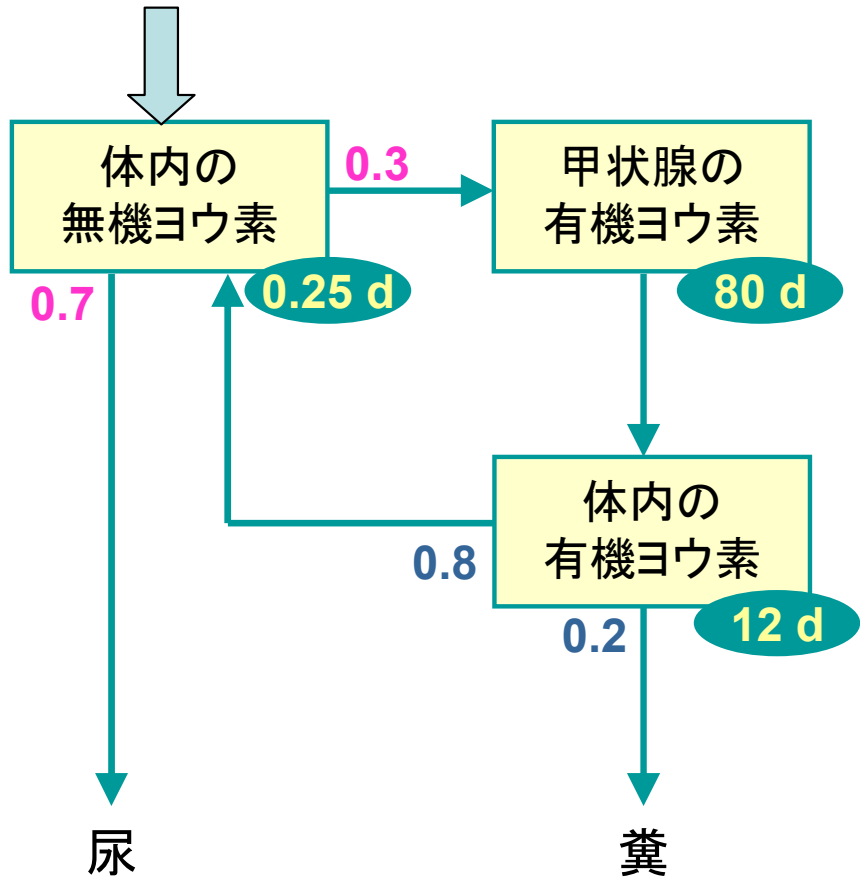 体内の
無機ヨウ素
0.3
甲状腺の
有機ヨウ素
0.7
0.25 d
80 d
体内の
有機ヨウ素
0.8
0.2
12 d
尿
糞